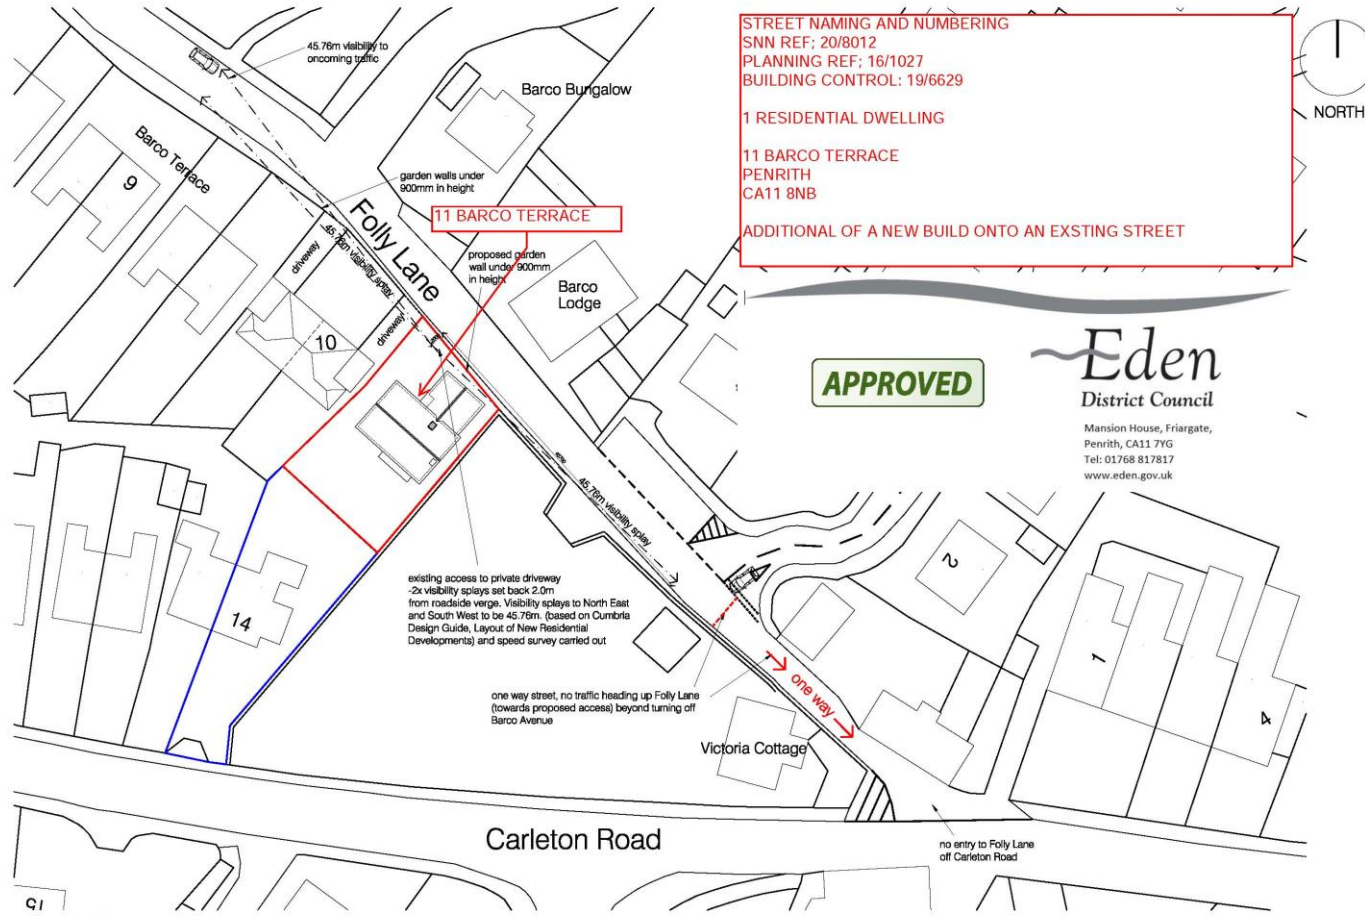 STREET NAMING AND NUMBERING
SNN REF; 20/8012
PLANNING REF; 16/1027
BUILDING CONTROL: 19/6629
1 RESIDENTIAL DWELLING
11 BARCO TERRACE
PENRITH
CA11 8NB
ADDITIONAL OF A NEW BUILD ONTO AN EXSTING STREET
NORTH
45.76m visibility to
oncoming traffic
Barco Bungalow
Barco Terrace
9
garden walls under
900mm in height
Folly Lane
11 BARCO TERRACE
45.76m visibility splay
driveway
proposed garden
wall under 900mm
in height
Barco
Lodge
driveway
10
APPROVED
Eden
District Council
Mansion House, Friargate,
Penrith, CA11 7YG
Tel: 01768 817817
www.eden.gov.uk
45.76m visibility splay
2
existing access to private driveway
-2x visibility splays set back 2.0m
from roadside verge. Visibility splays to North East
and South West to be 45.76m. (based on Cumbria
Design Guide, Layout of New Residential
Developments) and speed survey carried out
14
1
4
one way
one way street, no traffic heading up Folly Lane
(towards proposed access) beyond turning off
Barco Avenue
Victoria Cottage
Carleton Road
no entry to Folly Lane
off Carleton Road
15